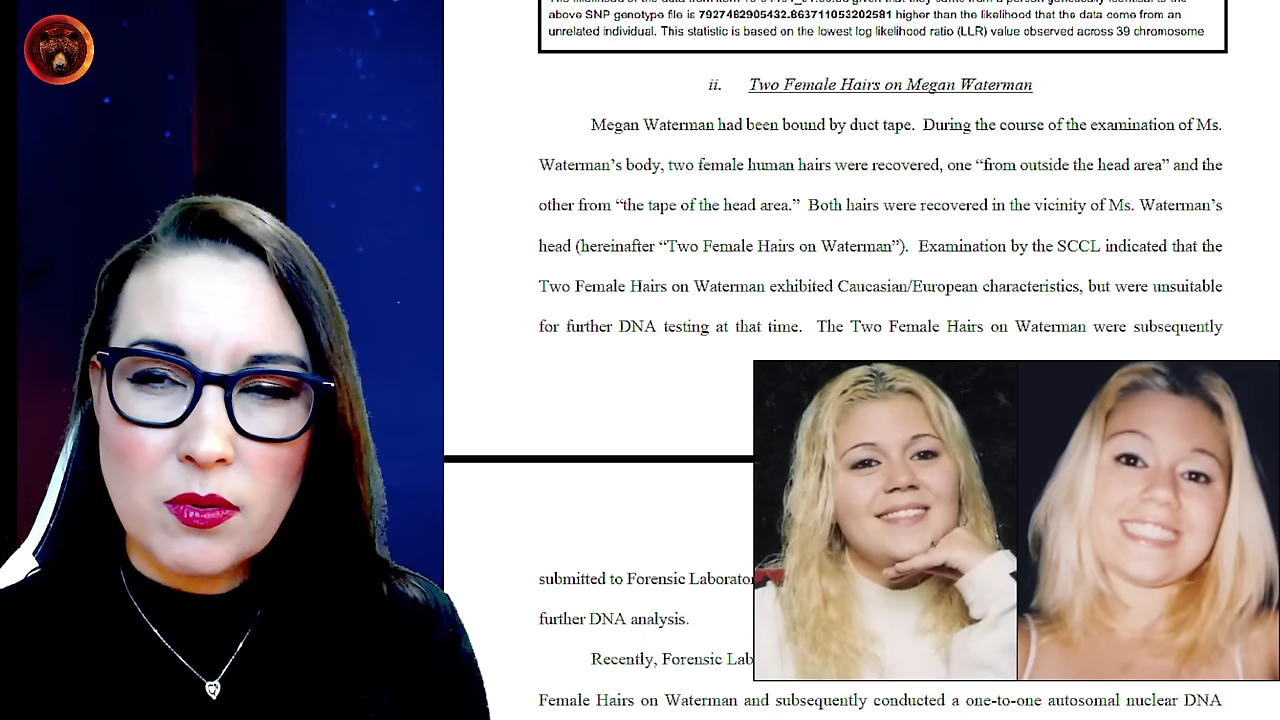 above SNP genotype file is 7927482905432.863711053202581 higher than the likelihood that the data come from an
unrelated individual. This statistic is based on the lowest log likelihood ratio (LLR) value observed across 39 chromosome
ii. Two Female Hairs on Megan Waterman
Megan Waterman had been bound by duct tape. During the course of the examination of Ms.
Waterman’s body, two female human hairs were recovered, one “from outside the head area” and the
other from “the tape of the head area.” Both hairs were recovered in the vicinity of Ms. Waterman’s
head (hereinafter “Two Female Hairs on Waterman”). Examination by the SCCL indicated that the
Two Female Hairs on Waterman exhibited Caucasian/European characteristics, but were unsuitable
for further DNA testing at that time. The Two Female Hairs on Waterman were subsequently
submitted to Forensic
further DNA analysis.
Recently, Forensic Lab
Female Hairs on Waterman and subsequently conducted a one-to-one autosomal nuclear DNA